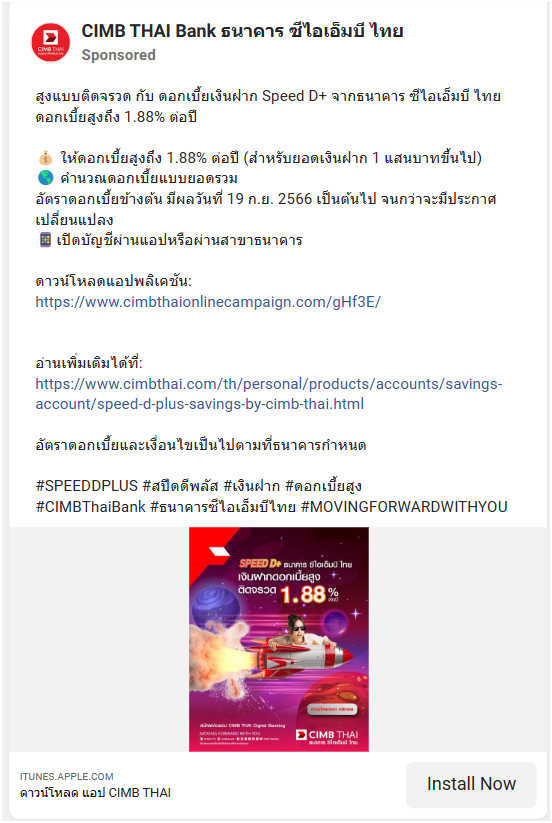 CIMB THAI
CIMB THAI Bank ธนาคาร ซีไอเอ็มบี ไทย
Sponsored
สูงแบบติดจรวด กับ ดอกเบี้ยเงินฝาก Speed D+ จากธนาคาร ซีไอเอ็มบี ไทย
ดอกเบี้ยสูงถึง 1.88% ต่อปี
💰 ให้ดอกเบี้ยสูงถึง 1.88% ต่อปี (สำหรับยอดเงินฝาก 1 แสนบาทขึ้นไป)
🌎 คำนวณดอกเบี้ยแบบยอดรวม
อัตราดอกเบี้ยข้างต้น มีผลวันที่ 19 ก.ย. 2566 เป็นต้นไป จนกว่าจะมีประกาศ
เปลี่ยนแปลง
📱 เปิดบัญชีผ่านแอปหรือผ่านสาขาธนาคาร
ดาวน์โหลดแอปพลิเคชัน:
https://www.cimbthaionlinecampaign.com/gHf3E/
อ่านเพิ่มเติมได้ที่:
https://www.cimbthai.com/th/personal/products/accounts/savings-
account/speed-d-plus-savings-by-cimb-thai.html
อัตราดอกเบี้ยและเงื่อนไขเป็นไปตามที่ธนาคารกำหนด
#SPEEDDPLUS #สปีดดีพลัส #เงินฝาก #ดอกเบี้ยสูง
#CIMBThaiBank #ธนาคารซีไอเอ็มบีไทย #MOVINGFORWARDWITHYOU
SPEED D+ ธนาคาร ซีไอเอ็มบี ไทย
เงินฝากดอกเบี้ยสูง
ติดจรวด 1.88% ต่อปี
สมัครผ่านแอป CIMB THAI Digital Banking
MOVING FORWARD WITH YOU
CIMB THAI
ธนาคาร ซีไอเอ็มบี ไทย
ITUNES.APPLE.COM
ดาวน์โหลด แอป CIMB THAI
Install Now